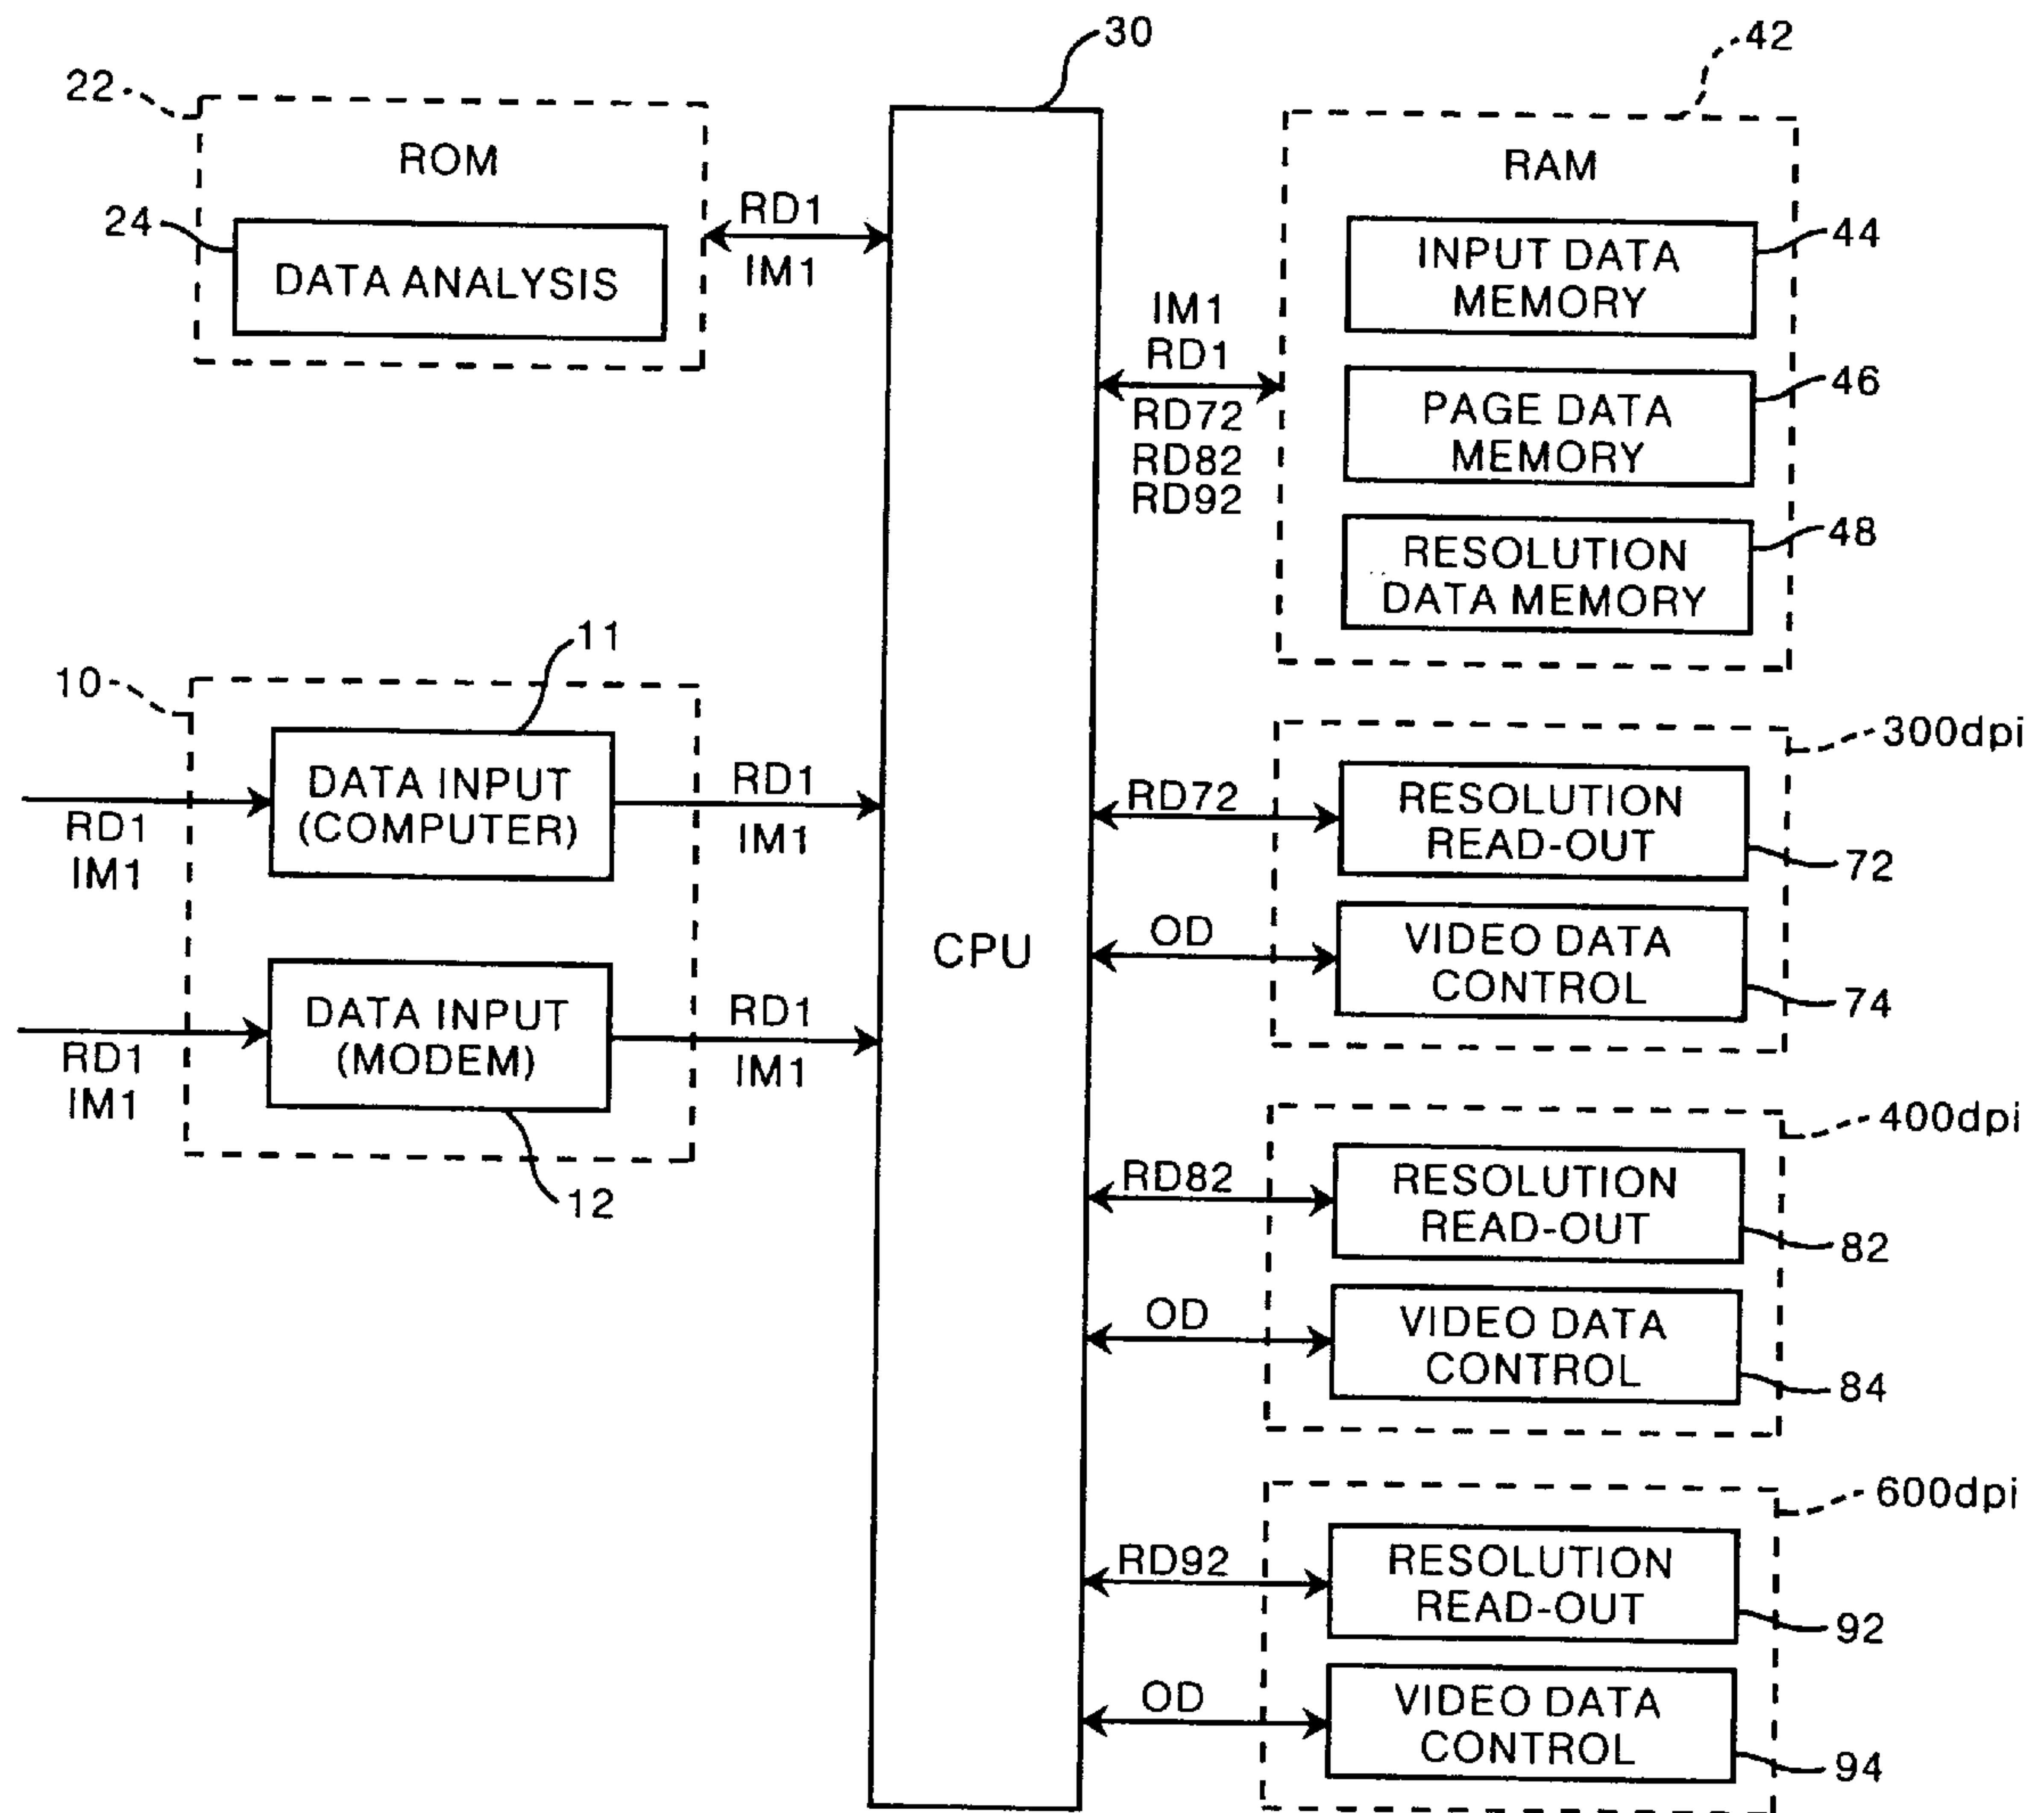 30
42
22
ROM
24
DATA ANALYSIS
RD1
IM1
RAM
INPUT DATA
MEMORY
44
PAGE DATA
MEMORY
46
RESOLUTION
DATA MEMORY
48
IM1
RD1
RD72
RD82
RD92
10
11
RD1
IM1
DATA INPUT
(COMPUTER)
RD1
IM1
RD1
IM1
DATA INPUT
(MODEM)
RD1
IM1
12
CPU
300dpi
RD72
RESOLUTION
READ-OUT
72
OD
VIDEO DATA
CONTROL
74
400dpi
RD82
RESOLUTION
READ-OUT
82
OD
VIDEO DATA
CONTROL
84
600dpi
RD92
RESOLUTION
READ-OUT
92
OD
VIDEO DATA
CONTROL
94